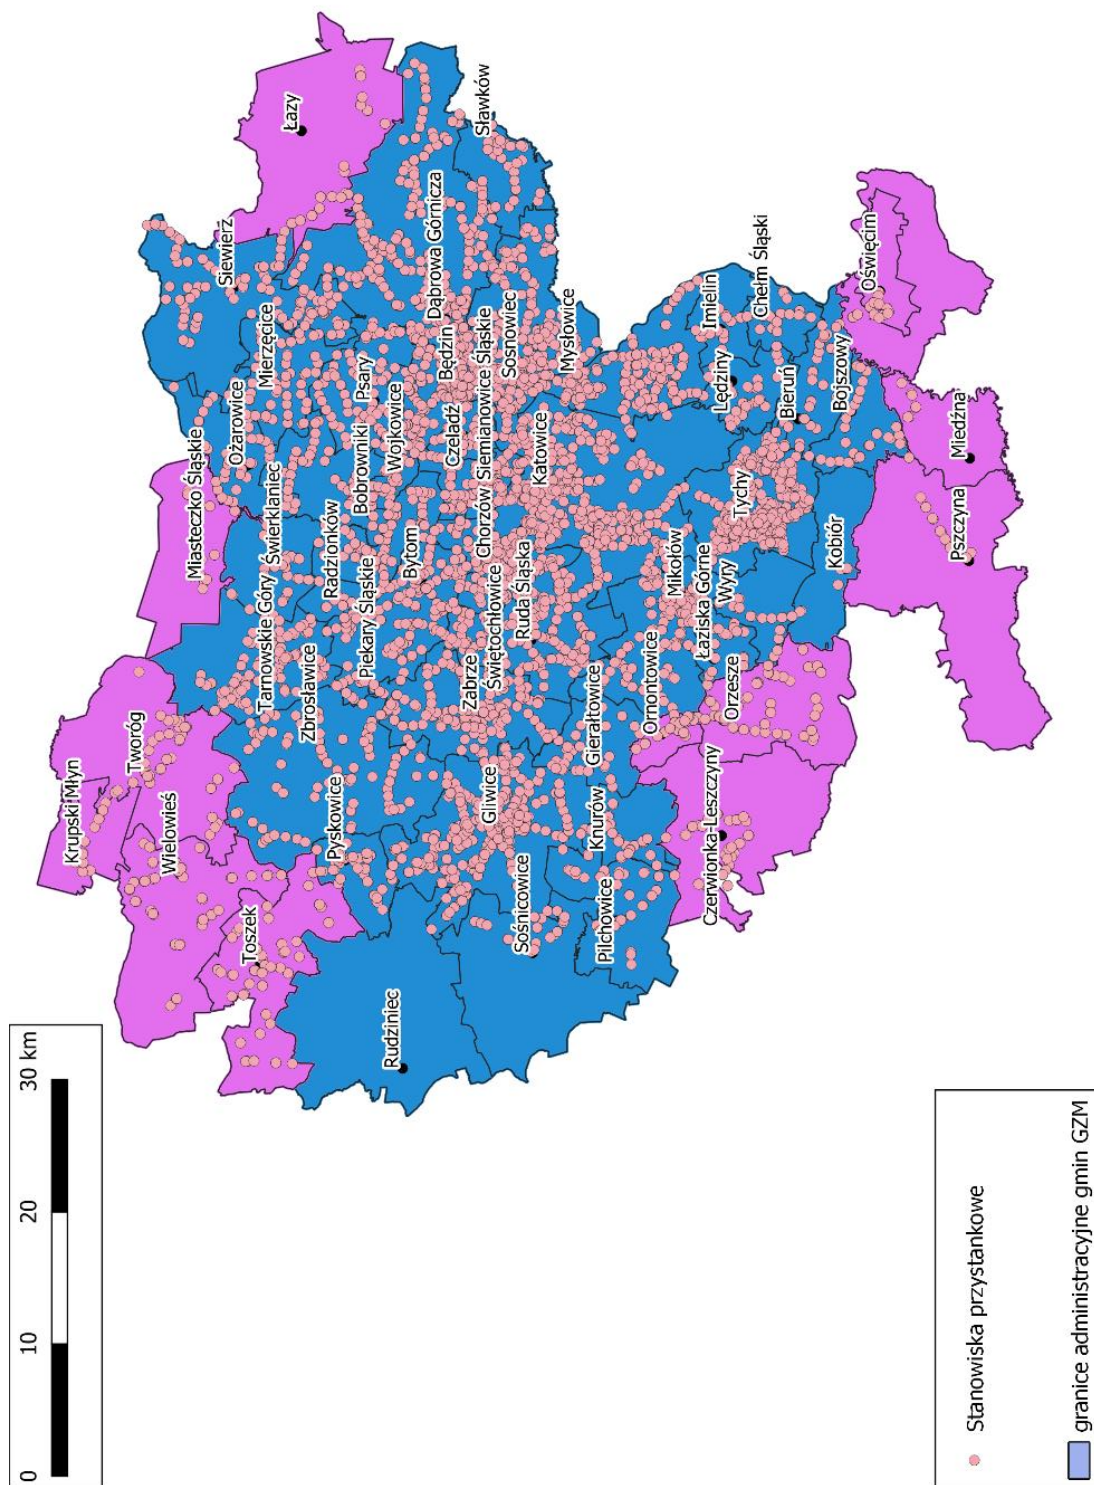 0 10 20 30 km
Krupski Młyn
Tworóg
Wielowieś
Toszek
Miasteczko Śląskie
Ożarowice
Siewierz
Łazy
Tarnowskie Góry
Świerklaniec
Mierzęcice
Zbrosławice
Radzionków
Pyskowice
Piekary Śląskie
Bobrowniki
Psary
Rudziniec
Bytom
Wojkowice
Dąbrowa Górnicza
Zabrze
Czeladź
Będzin
Gliwice
Świętochłowice
Chorzów
Siemianowice Śląskie
Sławków
Sośnicowice
Ruda Śląska
Katowice
Sosnowiec
Mysłowice
Pilchowice
Knurów
Gierałtowice
Ornontowice
Mikołów
Łaziska Górne
Wyry
Tychy
Lędziny
Imielin
Chełm Śląski
Czerwionka-Leszczyny
Orzesze
Bieruń
Kobiór
Bojszowy
Oświęcim
Pszczyna
Miedźna
Stanowiska przystankowe
granice administracyjne gmin GZM